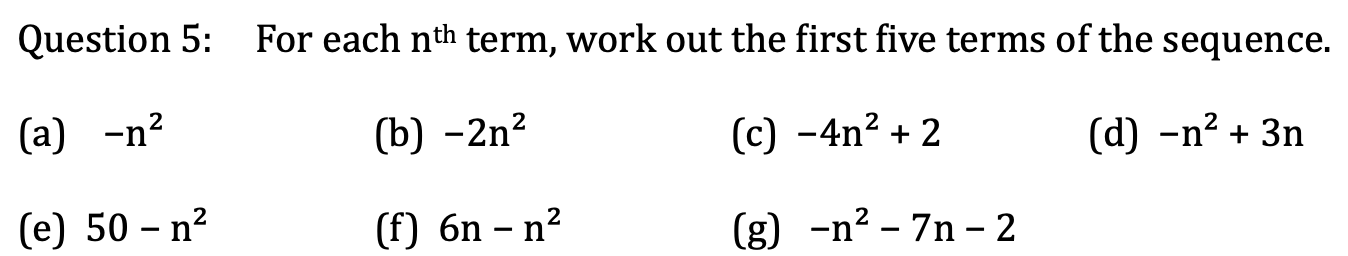 Question 5: For each nᵗʰ term, work out the first five terms of the sequence.
(a) −n² (b) −2n² (c) −4n² + 2 (d) −n² + 3n
(e) 50 − n² (f) 6n − n² (g) −n² − 7n − 2